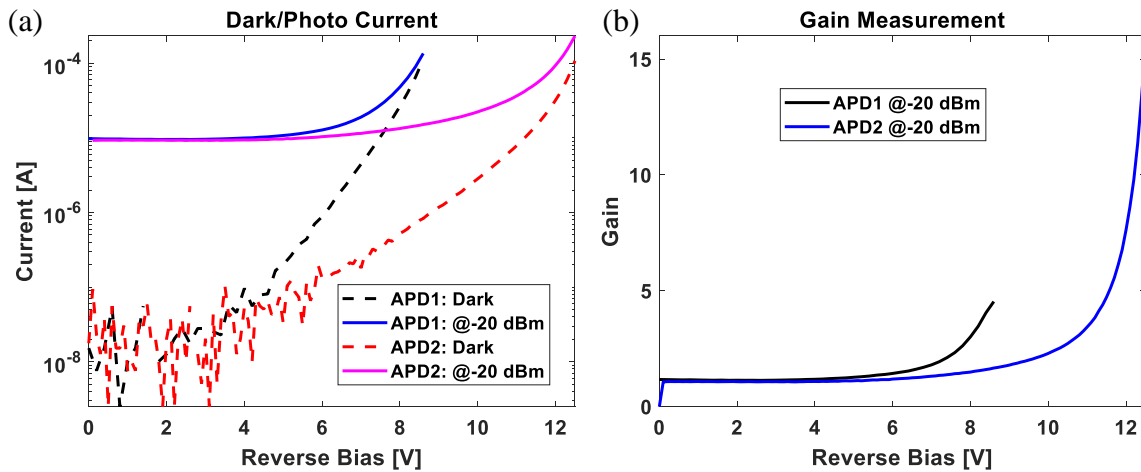 (a)
Dark/Photo Current
Current [A]
10^-4
10^-6
10^-8
0 2 4 6 8 10 12
Reverse Bias [V]
APD1: Dark
APD1: @-20 dBm
APD2: Dark
APD2: @-20 dBm
(b)
Gain Measurement
Gain
15
10
5
0
0 2 4 6 8 10 12
Reverse Bias [V]
APD1 @-20 dBm
APD2 @-20 dBm